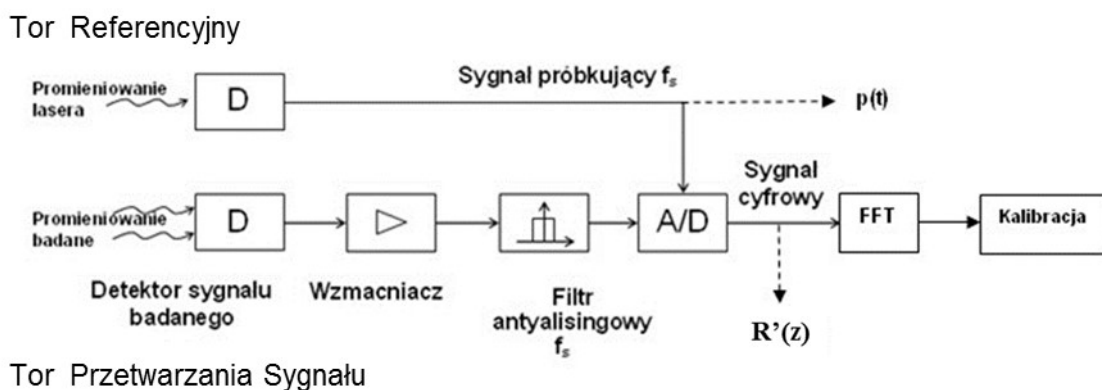 Tor Referencyjny
Promieniowanie
lasera
D
Sygnał próbkujący fs
p(t)
Promieniowanie
badane
D
A/D
Sygnał
cyfrowy
FFT
Kalibracja
Detektor sygnału
badanego
Wzmacniacz
Filtr
antyalisingowy
fs
R’(z)
Tor Przetwarzania Sygnału